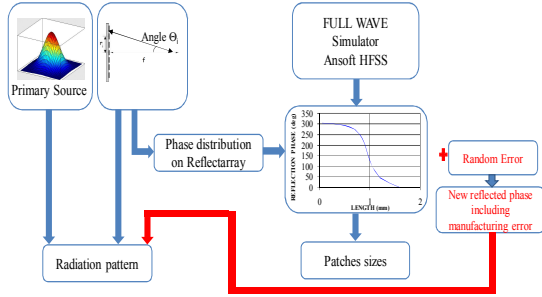 Primary Source
Angle Θi
ri
f
FULL WAVE
Simulator
Ansoft HFSS
Phase distribution
on Reflectarray
REFLECTION PHASE (deg)
350
300
250
200
150
100
50
0
0
1
2
LENGTH (mm)
+
Random Error
New reflected phase
including
manufacturing error
Radiation pattern
Patches sizes